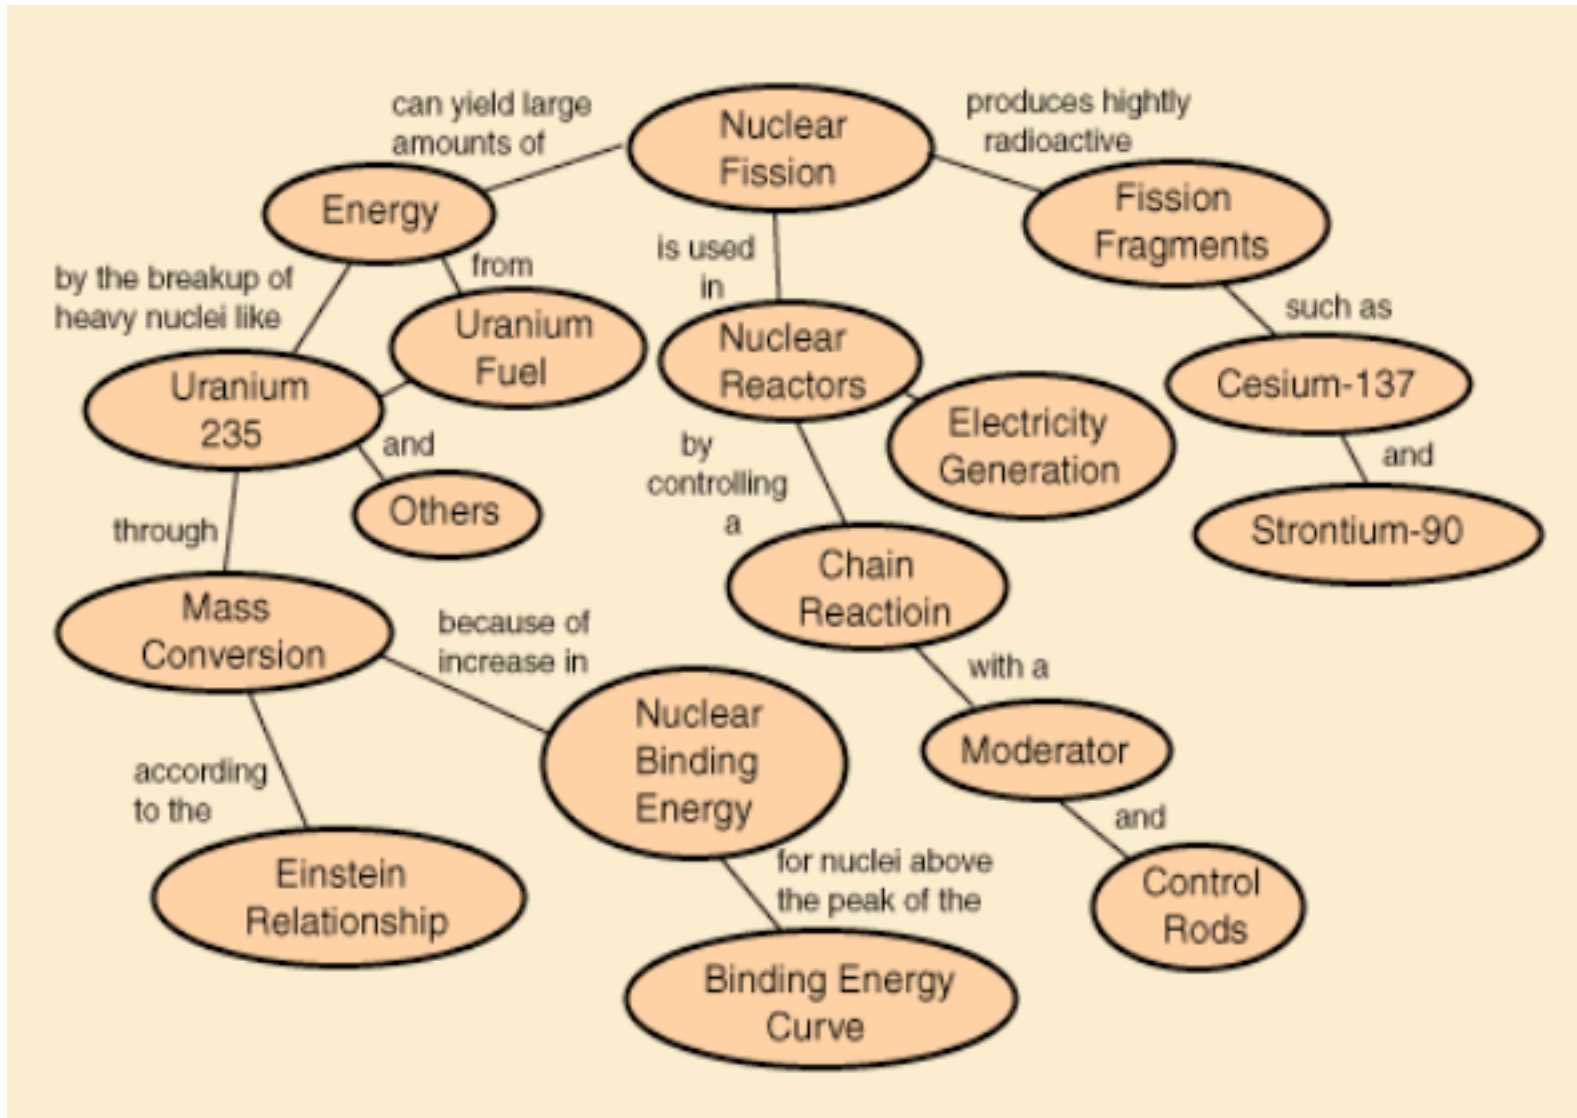 can yield large
amounts of
Nuclear
Fission
produces hightly
radioactive
Energy
Fission
Fragments
by the breakup of
heavy nuclei like
from
is used
in
such as
Uranium
Fuel
Nuclear
Reactors
Uranium
235
Cesium-137
and
by
controlling
a
Electricity
Generation
and
Others
Strontium-90
through
Chain
Reactioin
Mass
Conversion
because of
increase in
with a
Nuclear
Binding
Energy
Moderator
according
to the
and
Einstein
Relationship
for nuclei above
the peak of the
Control
Rods
Binding Energy
Curve